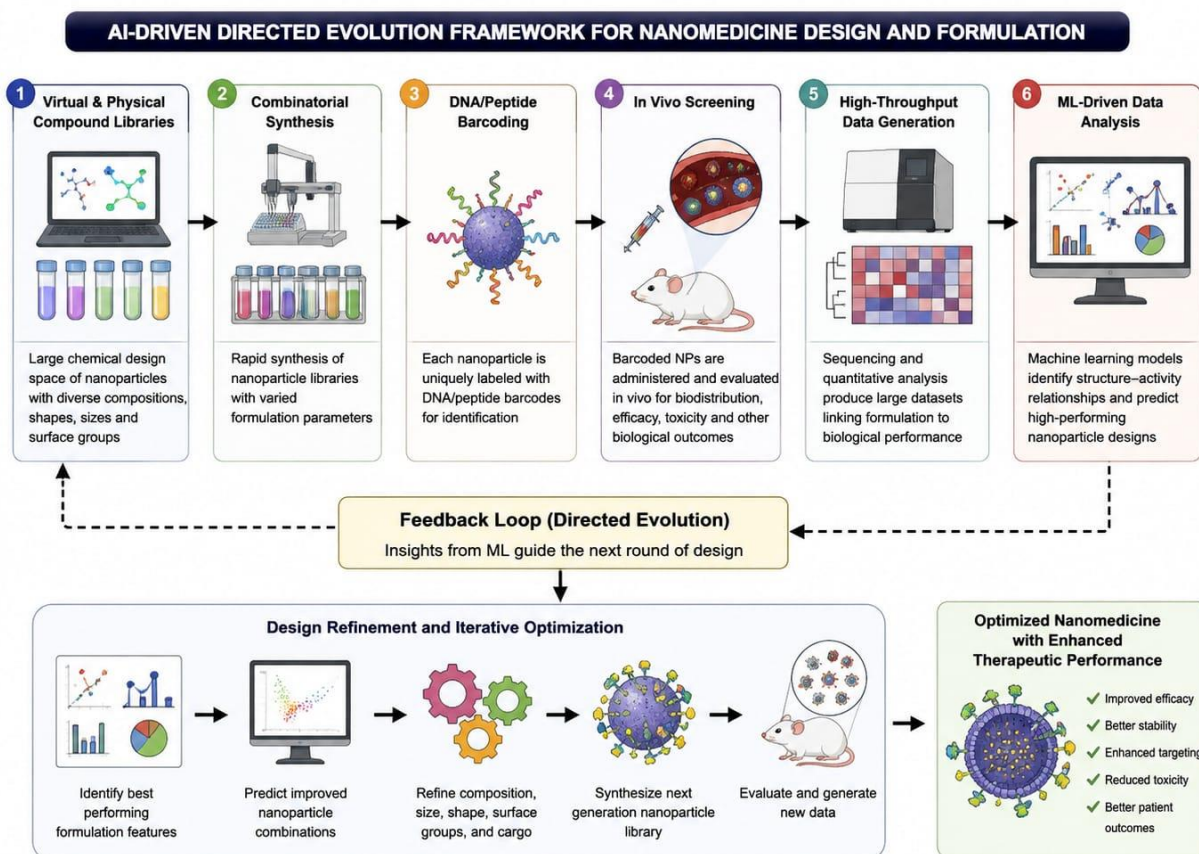 AI-DRIVEN DIRECTED EVOLUTION FRAMEWORK FOR NANOMEDICINE DESIGN AND FORMULATION
1
Virtual & Physical
Compound Libraries
Large chemical design
space of nanoparticles
with diverse compositions,
shapes, sizes and
surface groups
2
Combinatorial
Synthesis
Rapid synthesis of
nanoparticle libraries
with varied
formulation parameters
3
DNA/Peptide
Barcoding
Each nanoparticle is
uniquely labeled with
DNA/peptide barcodes
for identification
4
In Vivo Screening
Barcoded NPs are
administered and evaluated
in vivo for biodistribution,
efficacy, toxicity and other
biological outcomes
5
High-Throughput
Data Generation
Sequencing and
quantitative analysis
produce large datasets
linking formulation to
biological performance
6
ML-Driven Data
Analysis
Machine learning models
identify structure–activity
relationships and predict
high-performing
nanoparticle designs
Feedback Loop (Directed Evolution)
Insights from ML guide the next round of design
Design Refinement and Iterative Optimization
Identify best
performing
formulation features
Predict improved
nanoparticle
combinations
Refine composition,
size, shape, surface
groups, and cargo
Synthesize next
generation nanoparticle
library
Evaluate and generate
new data
Optimized Nanomedicine
with Enhanced
Therapeutic Performance
Improved efficacy
Better stability
Enhanced targeting
Reduced toxicity
Better patient
outcomes